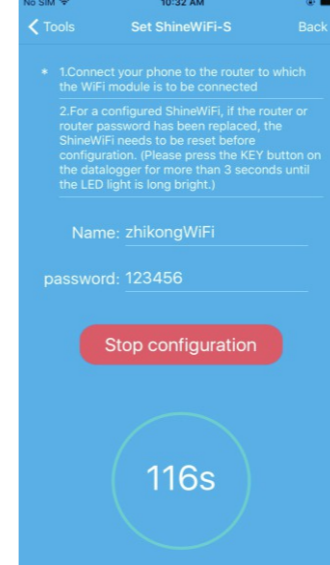 No SIM 10:32 AM
Tools Set ShineWiFi-S Back
* 1.Connect your phone to the router to which
the WiFi module is to be connected
2.For a configured ShineWiFi, if the router or
router password has been replaced, the
ShineWiFi needs to be reset before
configuration. (Please press the KEY button on
the datalogger for more than 3 seconds until
the LED light is long bright.)
Name: zhikongWiFi
password: 123456
Stop configuration
116s